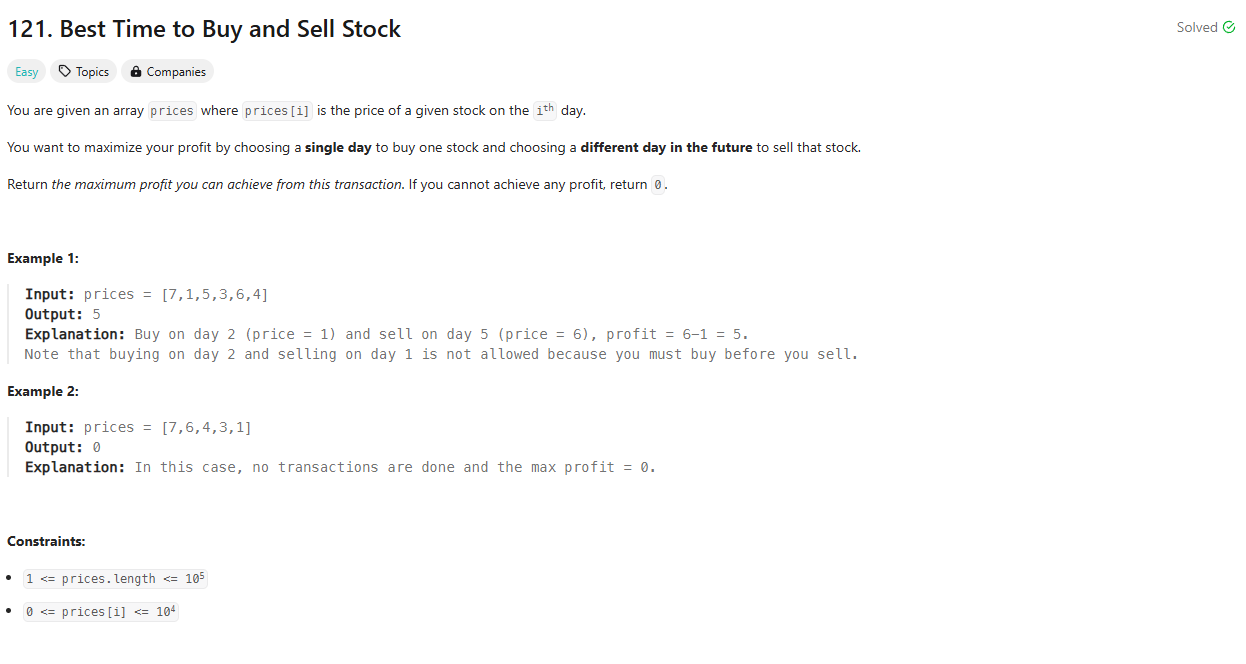 121. Best Time to Buy and Sell Stock
Solved
Easy
Topics
Companies
You are given an array prices where prices[i] is the price of a given stock on the ith day.
You want to maximize your profit by choosing a single day to buy one stock and choosing a different day in the future to sell that stock.
Return the maximum profit you can achieve from this transaction. If you cannot achieve any profit, return 0.
Example 1:
Input: prices = [7,1,5,3,6,4]
Output: 5
Explanation: Buy on day 2 (price = 1) and sell on day 5 (price = 6), profit = 6-1 = 5.
Note that buying on day 2 and selling on day 1 is not allowed because you must buy before you sell.
Example 2:
Input: prices = [7,6,4,3,1]
Output: 0
Explanation: In this case, no transactions are done and the max profit = 0.
Constraints:
• 1 <= prices.length <= 10⁵
• 0 <= prices[i] <= 10⁴